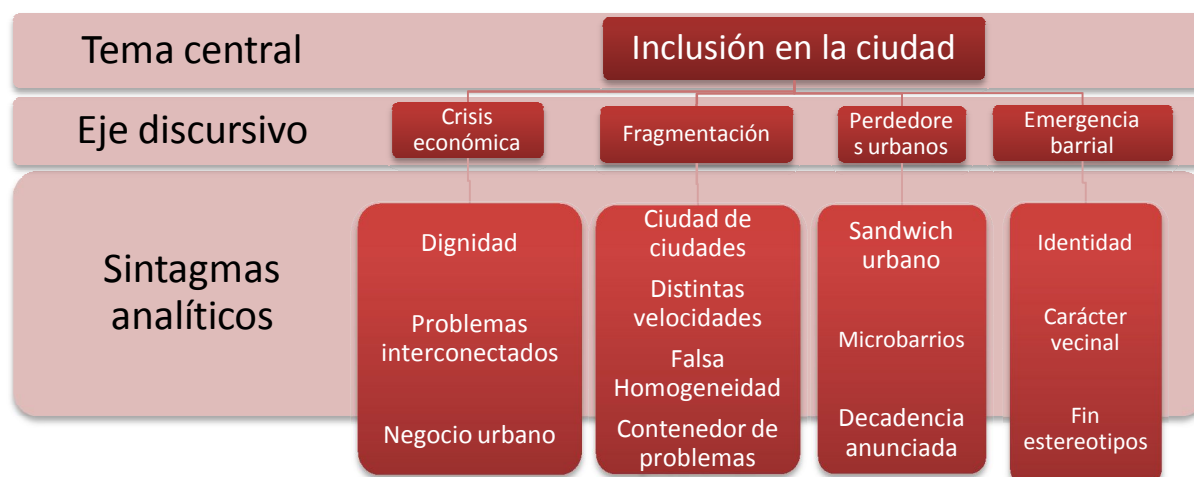 Tema central
Inclusión en la ciudad
Eje discursivo
Crisis
económica
Fragmentación
Perdedore
s urbanos
Emergencia
barrial
Sintagmas
analíticos
Dignidad
Problemas
interconectados
Negocio urbano
Ciudad de
ciudades
Distintas
velocidades
Falsa
Homogeneidad
Contenedor de
problemas
Sandwich
urbano
Microbarrios
Decadencia
anunciada
Identidad
Carácter
vecinal
Fin
estereotipos